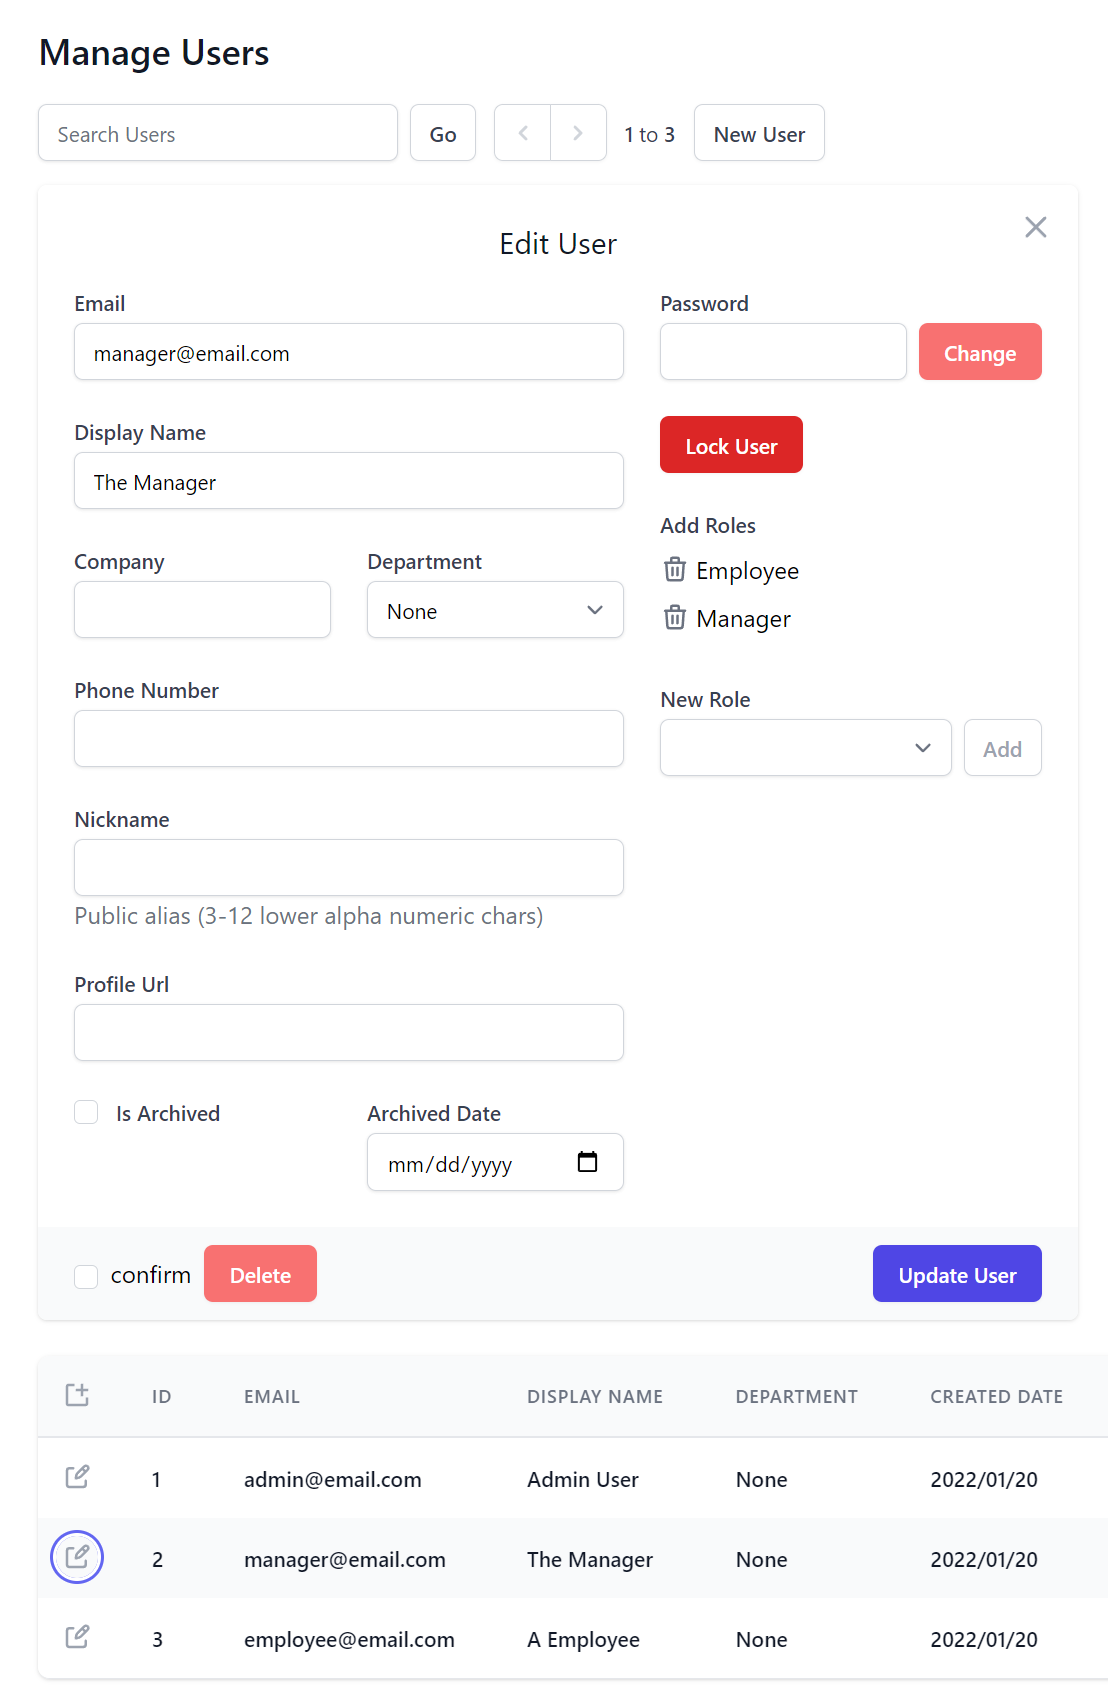 Manage Users
Search Users
Go
1 to 3
New User
Edit User
Email
manager@email.com
Password
Change
Display Name
The Manager
Lock User
Company
Department
None
Add Roles
Employee
Manager
Phone Number
New Role
Add
Nickname
Public alias (3-12 lower alpha numeric chars)
Profile Url
Is Archived
Archived Date
mm/dd/yyyy
confirm
Delete
Update User
ID EMAIL DISPLAY NAME DEPARTMENT CREATED DATE
1 admin@email.com Admin User None 2022/01/20
2 manager@email.com The Manager None 2022/01/20
3 employee@email.com A Employee None 2022/01/20